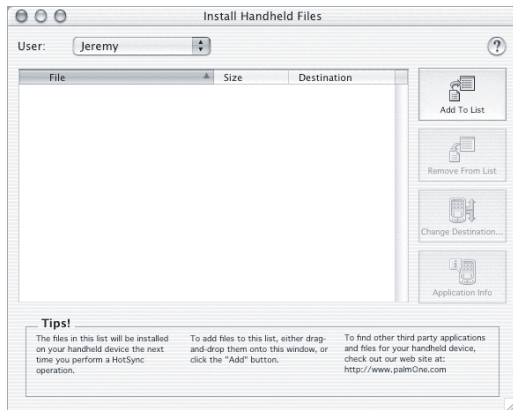 Install Handheld Files
User: Jeremy
?
File Size Destination
Add To List
Remove From List
Change Destination...
Application Info
Tips!
The files in this list will be installed
on your handheld device the next
time you perform a HotSync
operation.
To add files to this list, either drag-
and-drop them onto this window, or
click the "Add" button.
To find other third party applications
and files for your handheld device,
check out our web site at:
http://www.palmOne.com